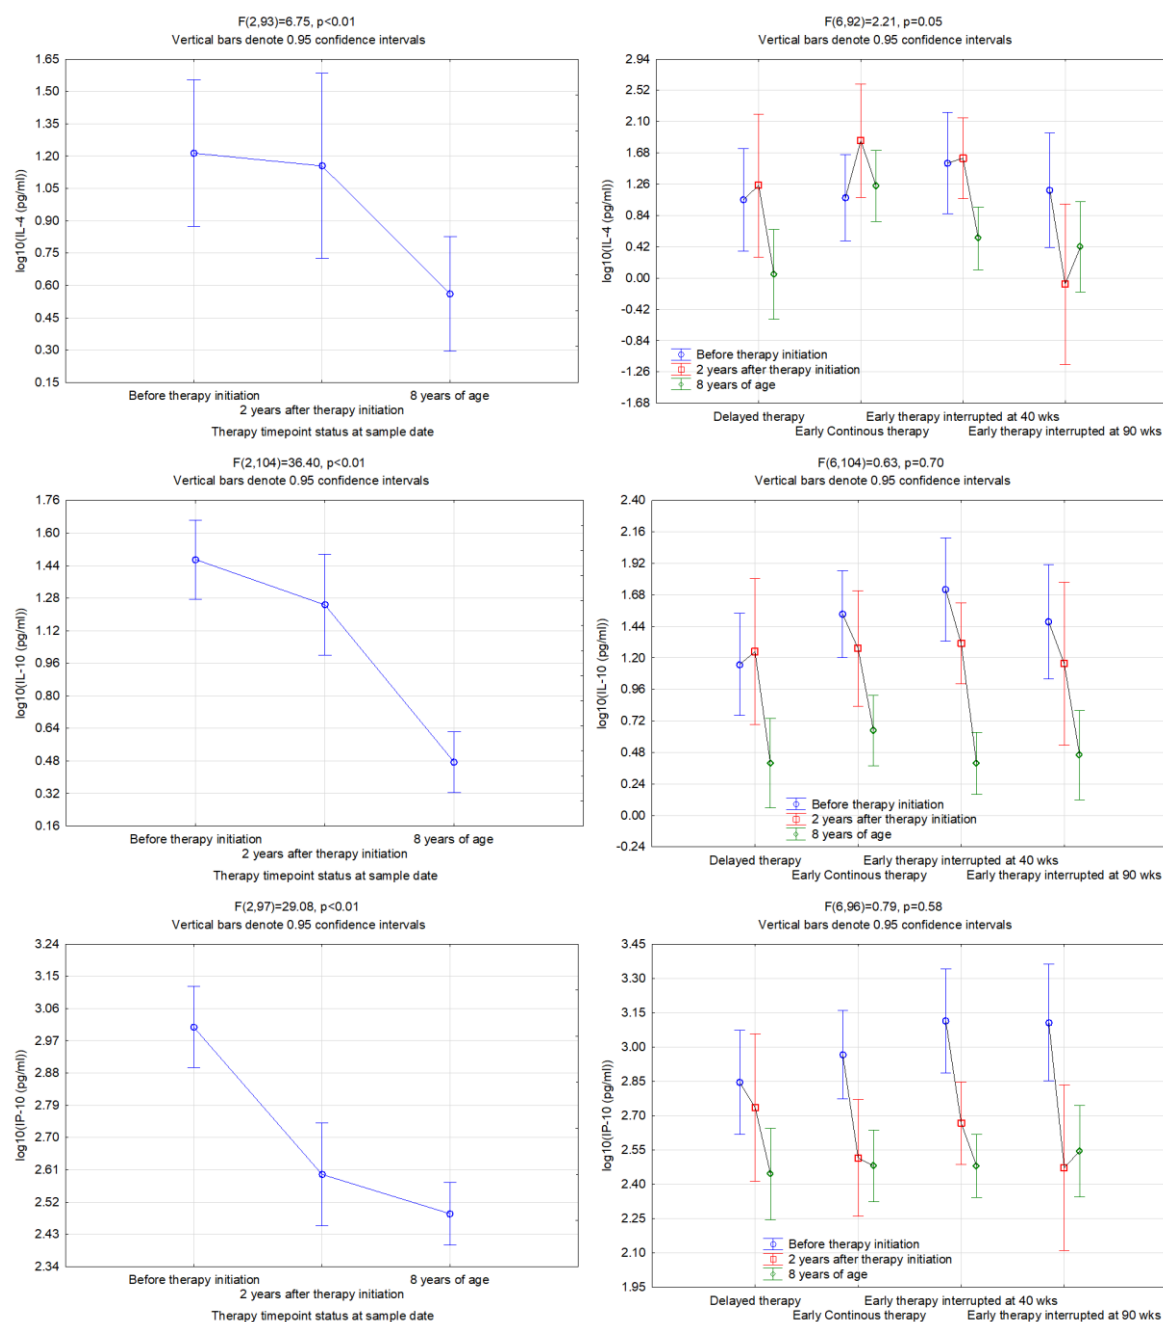 F(2,93)=6.75, p<0.01
Vertical bars denote 0.95 confidence intervals
1.65
1.50
1.35
1.20
1.05
0.90
0.75
0.60
0.45
0.30
0.15
log10(IL-4 (pg/ml))
Before therapy initiation
8 years of age
2 years after therapy initiation
Therapy timepoint status at sample date
F(6,92)=2.21, p=0.05
Vertical bars denote 0.95 confidence intervals
2.94
2.52
2.10
1.68
1.26
0.84
0.42
0.00
-0.42
-0.84
-1.26
-1.68
log10(IL-4 (pg/ml))
Before therapy initiation
2 years after therapy initiation
8 years of age
Delayed therapy
Early therapy interrupted at 40 wks
Early Continous therapy
Early therapy interrupted at 90 wks
F(2,104)=36.40, p<0.01
Vertical bars denote 0.95 confidence intervals
1.76
1.60
1.44
1.28
1.12
0.96
0.80
0.64
0.48
0.32
0.16
log10(IL-10 (pg/ml))
Before therapy initiation
8 years of age
2 years after therapy initiation
Therapy timepoint status at sample date
F(6,104)=0.63, p=0.70
Vertical bars denote 0.95 confidence intervals
2.40
2.16
1.92
1.68
1.44
1.20
0.96
0.72
0.48
0.24
0.00
-0.24
log10(IL-10 (pg/ml))
Before therapy initiation
2 years after therapy initiation
8 years of age
Delayed therapy
Early therapy interrupted at 40 wks
Early Continous therapy
Early therapy interrupted at 90 wks
F(2,97)=29.08, p<0.01
Vertical bars denote 0.95 confidence intervals
3.24
3.15
3.06
2.97
2.88
2.79
2.70
2.61
2.52
2.43
2.34
log10(IP-10 (pg/ml))
Before therapy initiation
8 years of age
2 years after therapy initiation
Therapy timepoint status at sample date
F(6,96)=0.79, p=0.58
Vertical bars denote 0.95 confidence intervals
3.45
3.30
3.15
3.00
2.85
2.70
2.55
2.40
2.25
2.10
1.95
log10(IP-10 (pg/ml))
Before therapy initiation
2 years after therapy initiation
8 years of age
Delayed therapy
Early therapy interrupted at 40 wks
Early Continous therapy
Early therapy interrupted at 90 wks